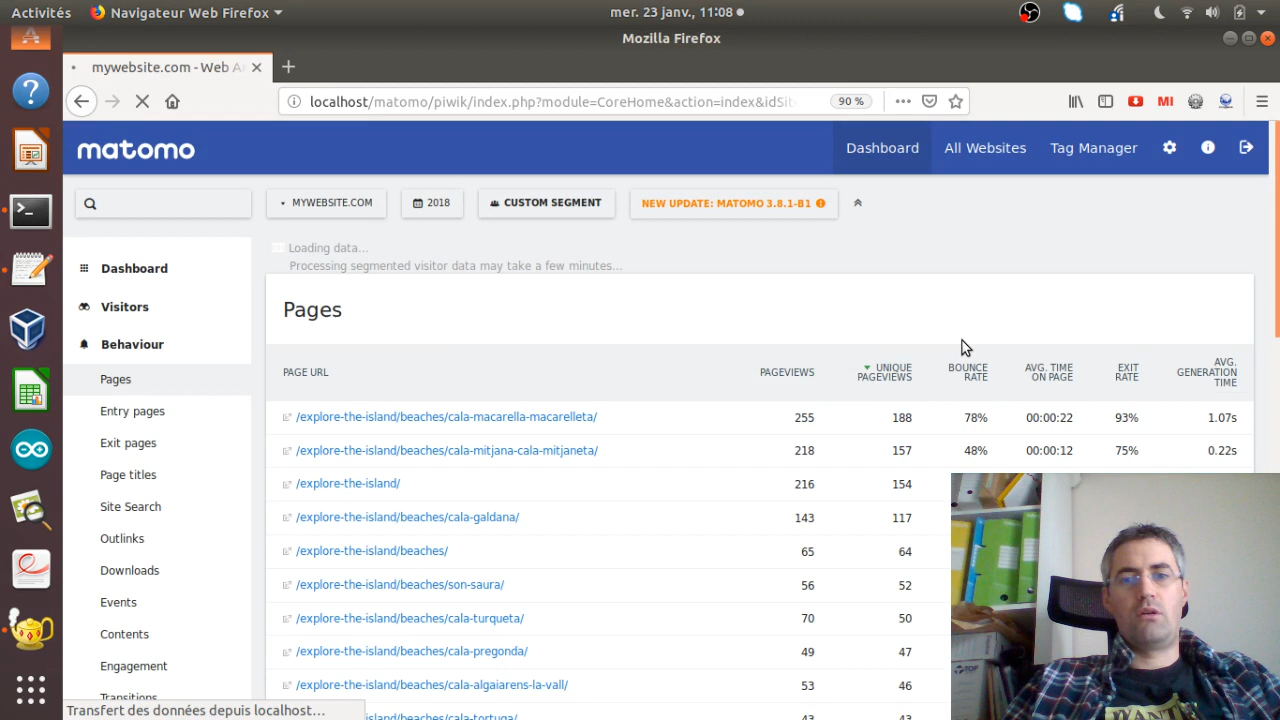 Activités
Navigateur Web Firefox
mer. 23 janv., 11:08
Mozilla Firefox
mywebsite.com - Web A
localhost/matomo/piwik/index.php?module=CoreHome&action=index&idSit
90 %
MI
matomo
Dashboard
All Websites
Tag Manager
MYWEBSITE.COM
2018
CUSTOM SEGMENT
NEW UPDATE: MATOMO 3.8.1-B1
Loading data...
Processing segmented visitor data may take a few minutes...
Dashboard
Visitors
Behaviour
Pages
Entry pages
Exit pages
Page titles
Site Search
Outlinks
Downloads
Events
Contents
Engagement
Transitions
Pages
PAGE URL
PAGEVIEWS
UNIQUE PAGEVIEWS
BOUNCE RATE
AVG. TIME ON PAGE
EXIT RATE
AVG. GENERATION TIME
/explore-the-island/beaches/cala-macarella-macarelleta/ 255 188 78% 00:00:22 93% 1.07s
/explore-the-island/beaches/cala-mitjana-cala-mitjaneta/ 218 157 48% 00:00:12 75% 0.22s
/explore-the-island/ 216 154
/explore-the-island/beaches/cala-galdana/ 143 117
/explore-the-island/beaches/ 65 64
/explore-the-island/beaches/son-saura/ 56 52
/explore-the-island/beaches/cala-turqueta/ 70 50
/explore-the-island/beaches/cala-pregonda/ 49 47
/explore-the-island/beaches/cala-algaiarens-la-vall/ 53 46
island/beaches/cala-tortuga/ 43 43
Transfert des données depuis localhost...